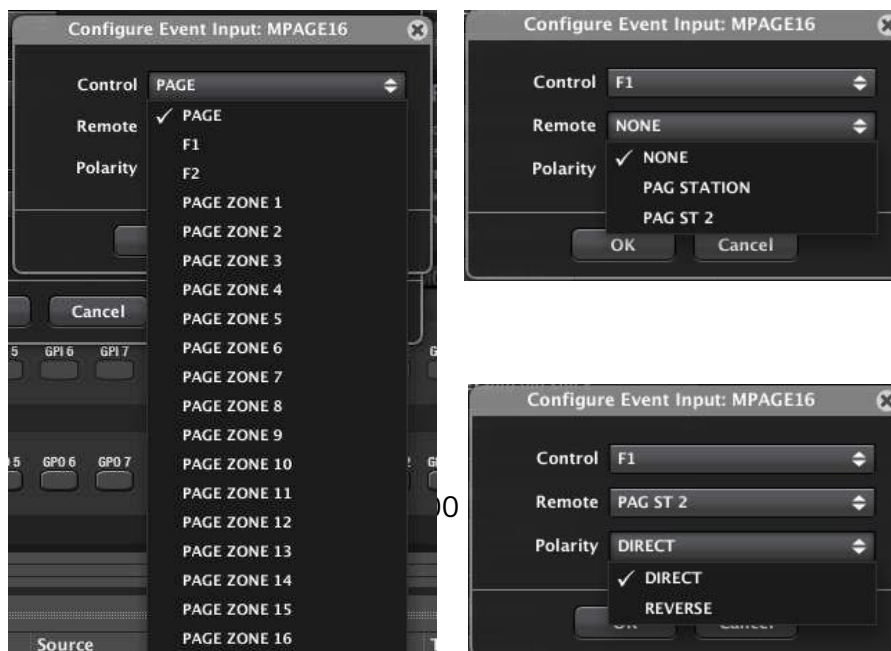 Configure Event Input: MPAGE16
Control PAGE
Remote
Polarity
✓ PAGE
F1
F2
PAGE ZONE 1
PAGE ZONE 2
PAGE ZONE 3
PAGE ZONE 4
PAGE ZONE 5
PAGE ZONE 6
PAGE ZONE 7
PAGE ZONE 8
PAGE ZONE 9
PAGE ZONE 10
PAGE ZONE 11
PAGE ZONE 12
PAGE ZONE 13
PAGE ZONE 14
PAGE ZONE 15
PAGE ZONE 16
Cancel
5 GPI 6 GPI 7
5 GPO 6 GPO 7
Source
Configure Event Input: MPAGE16
Control F1
Remote NONE
Polarity
✓ NONE
PAG STATION
PAG ST 2
OK Cancel
Configure Event Input: MPAGE16
Control F1
Remote PAG ST 2
Polarity DIRECT
✓ DIRECT
REVERSE